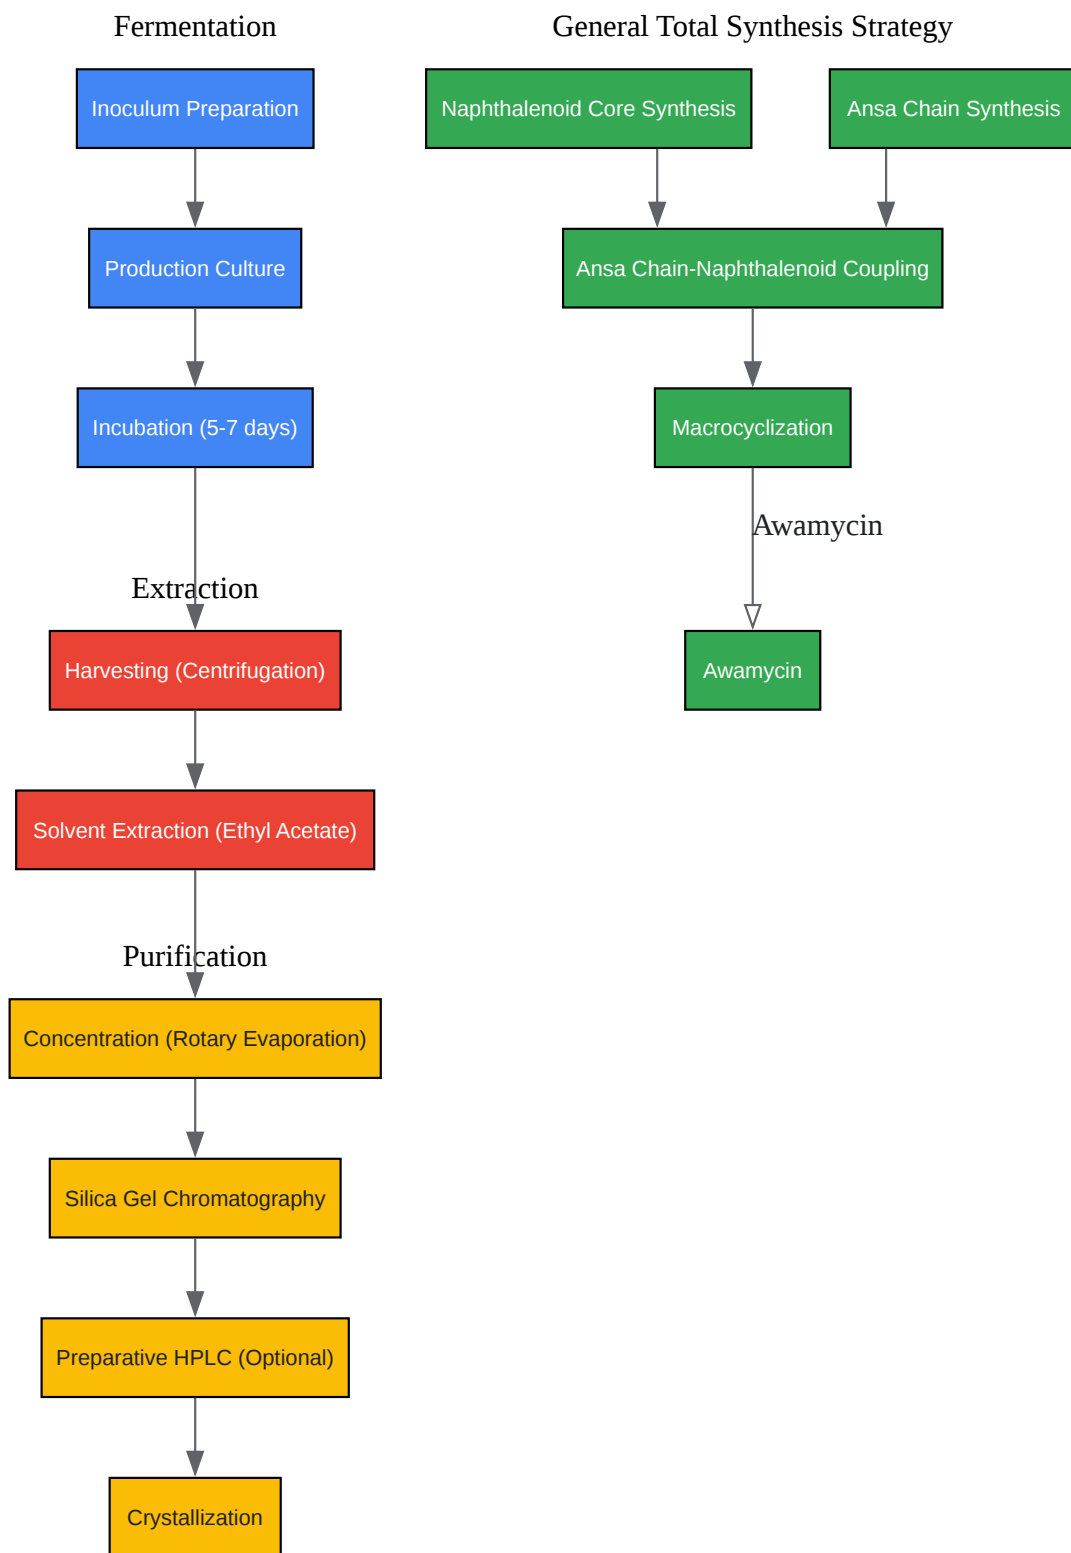 Fermentation
Inoculum Preparation
Production Culture
Incubation (5-7 days)
Extraction
Harvesting (Centrifugation)
Solvent Extraction (Ethyl Acetate)
Purification
Concentration (Rotary Evaporation)
Silica Gel Chromatography
Preparative HPLC (Optional)
Crystallization
General Total Synthesis Strategy
Naphthalenoid Core Synthesis
Ansa Chain Synthesis
Ansa Chain-Naphthalenoid Coupling
Macrocyclization
Awamycin
Awamycin